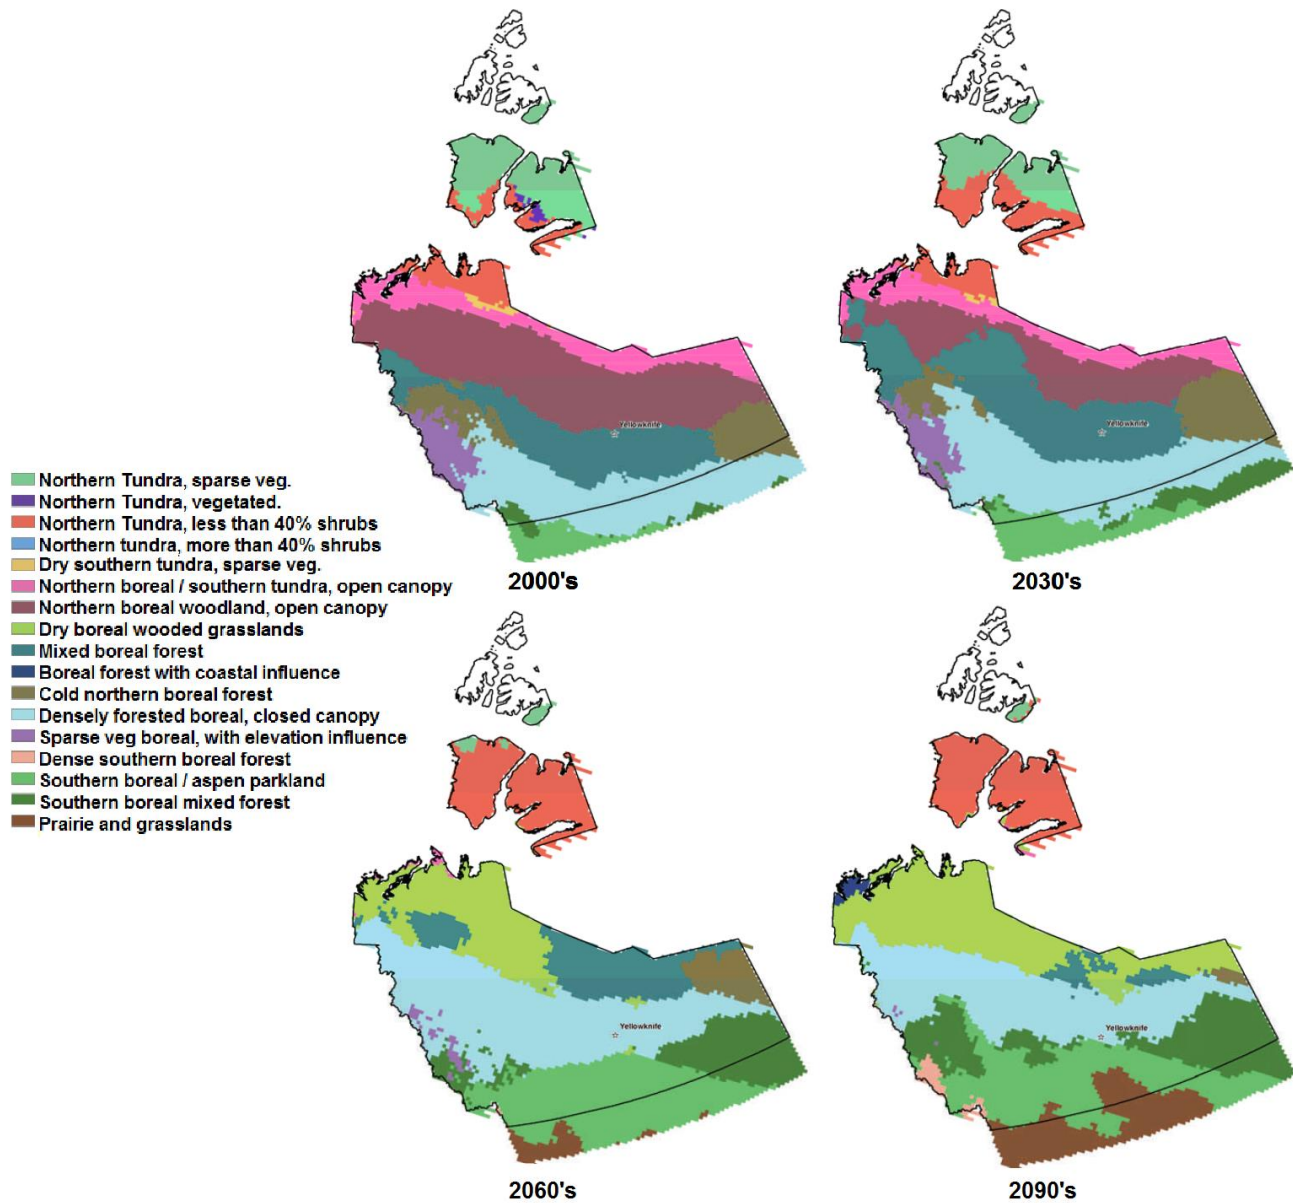 Yellowknife
Yellowknife
Northern Tundra, sparse veg.
Northern Tundra, vegetated.
Northern Tundra, less than 40% shrubs
Northern tundra, more than 40% shrubs
Dry southern tundra, sparse veg.
Northern boreal / southern tundra, open canopy
Northern boreal woodland, open canopy
Dry boreal wooded grasslands
Mixed boreal forest
Boreal forest with coastal influence
Cold northern boreal forest
Densely forested boreal, closed canopy
Sparse veg boreal, with elevation influence
Dense southern boreal forest
Southern boreal / aspen parkland
Southern boreal mixed forest
Prairie and grasslands
2000's
2030's
Yellowknife
Yellowknife
2060's
2090's